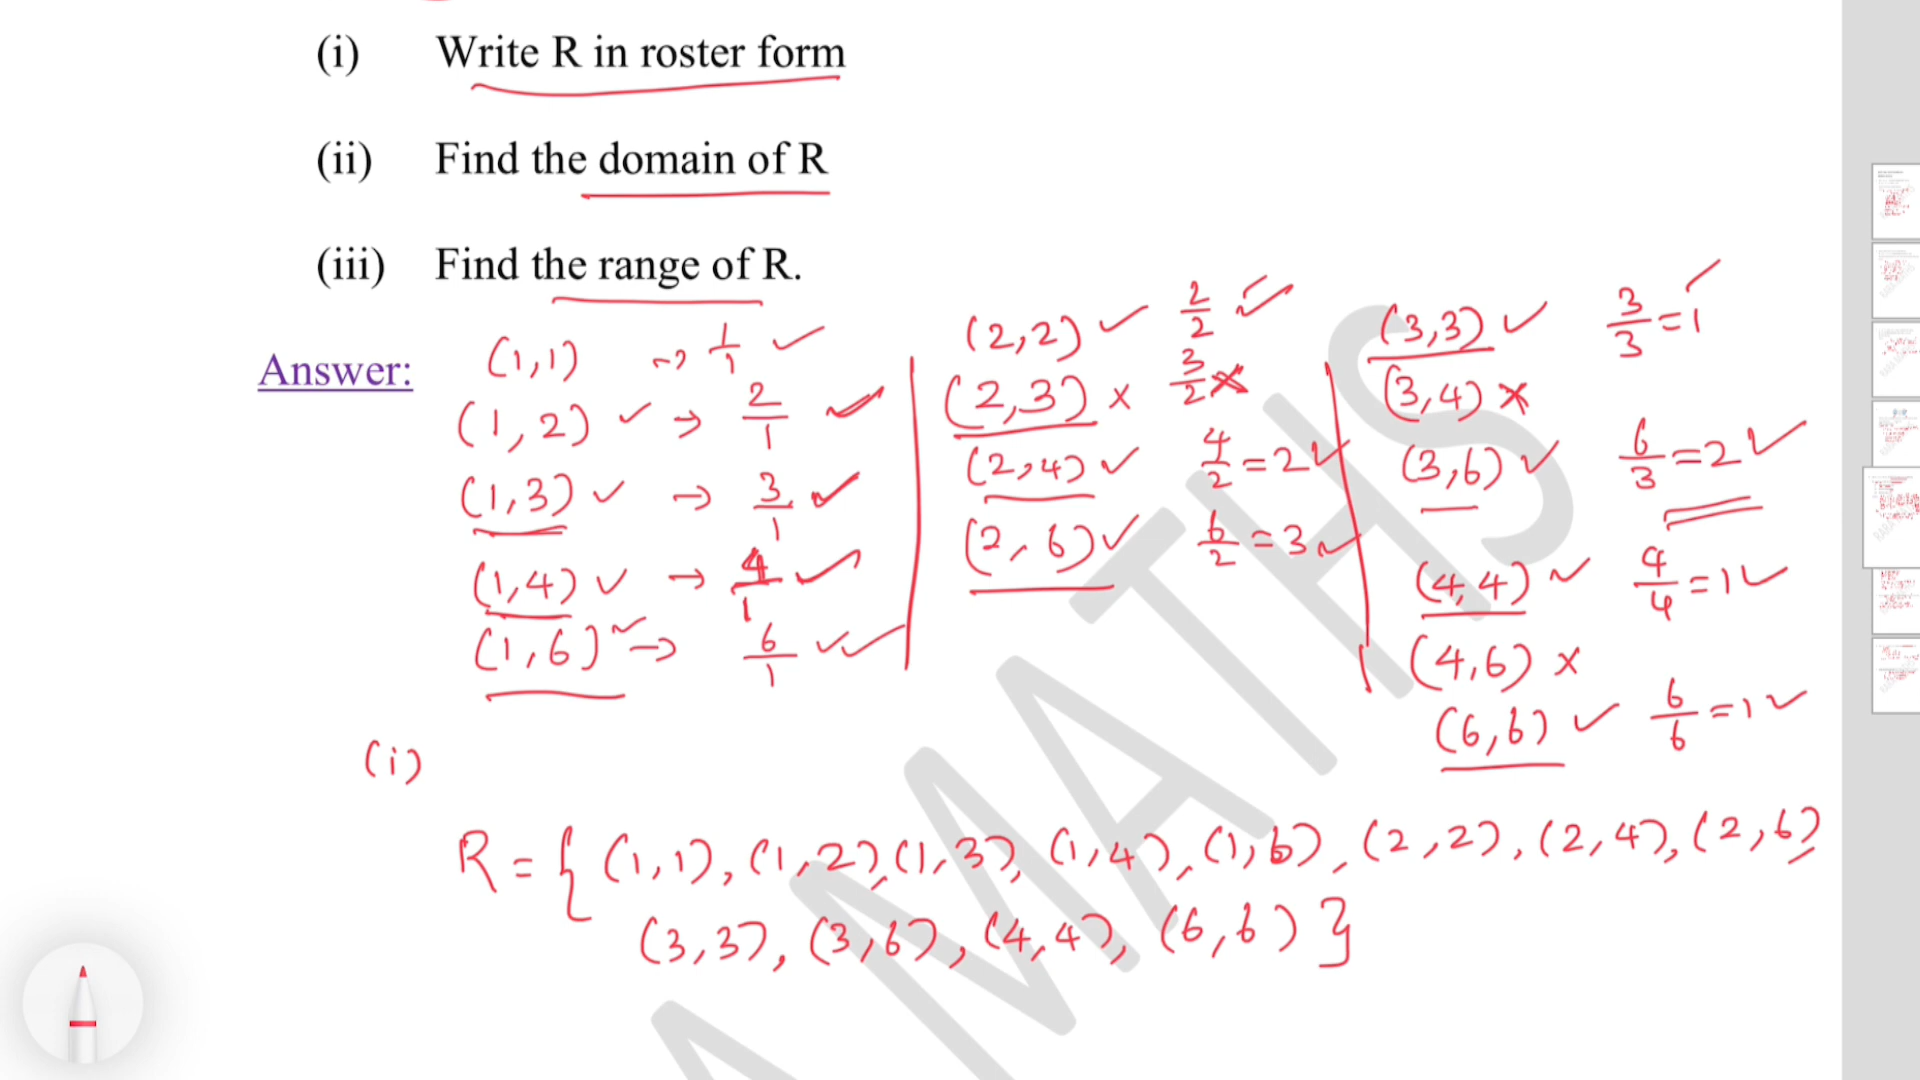 (i) Write R in roster form
(ii) Find the domain of R
(iii) Find the range of R.
Answer:
(1,1) → 1/1 ✓
(1,2) ✓ → 2/1 ✓
(1,3) ✓ → 3/1 ✓
(1,4) ✓ → 4/1 ✓
(1,6) ✓ → 6/1 ✓✓
(2,2) ✓ 2/2 ✓
(2,3) × 3/2 ×
(2,4) ✓ 4/2 = 2 ✓
(2,6) ✓ 6/2 = 3 ✓
(3,3) ✓ 3/3 = 1 ✓
(3,4) ×
(3,6) ✓ 6/3 = 2 ✓
(4,4) ✓ 4/4 = 1 ✓
(4,6) ×
(6,6) ✓ 6/6 = 1 ✓
(i)
R = { (1,1), (1,2), (1,3), (1,4), (1,6), (2,2), (2,4), (2,6)
(3,3), (3,6), (4,4), (6,6) }
A MATHS